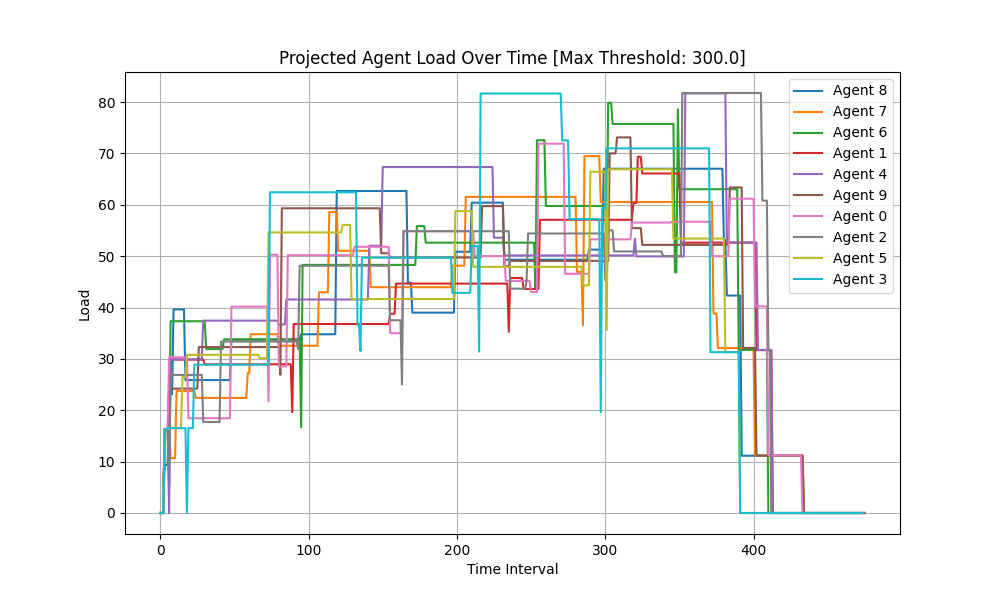 Projected Agent Load Over Time [Max Threshold: 300.0]
Load
80
70
60
50
40
30
20
10
0
0 100 200 300 400
Time Interval
Agent 8
Agent 7
Agent 6
Agent 1
Agent 4
Agent 9
Agent 0
Agent 2
Agent 5
Agent 3